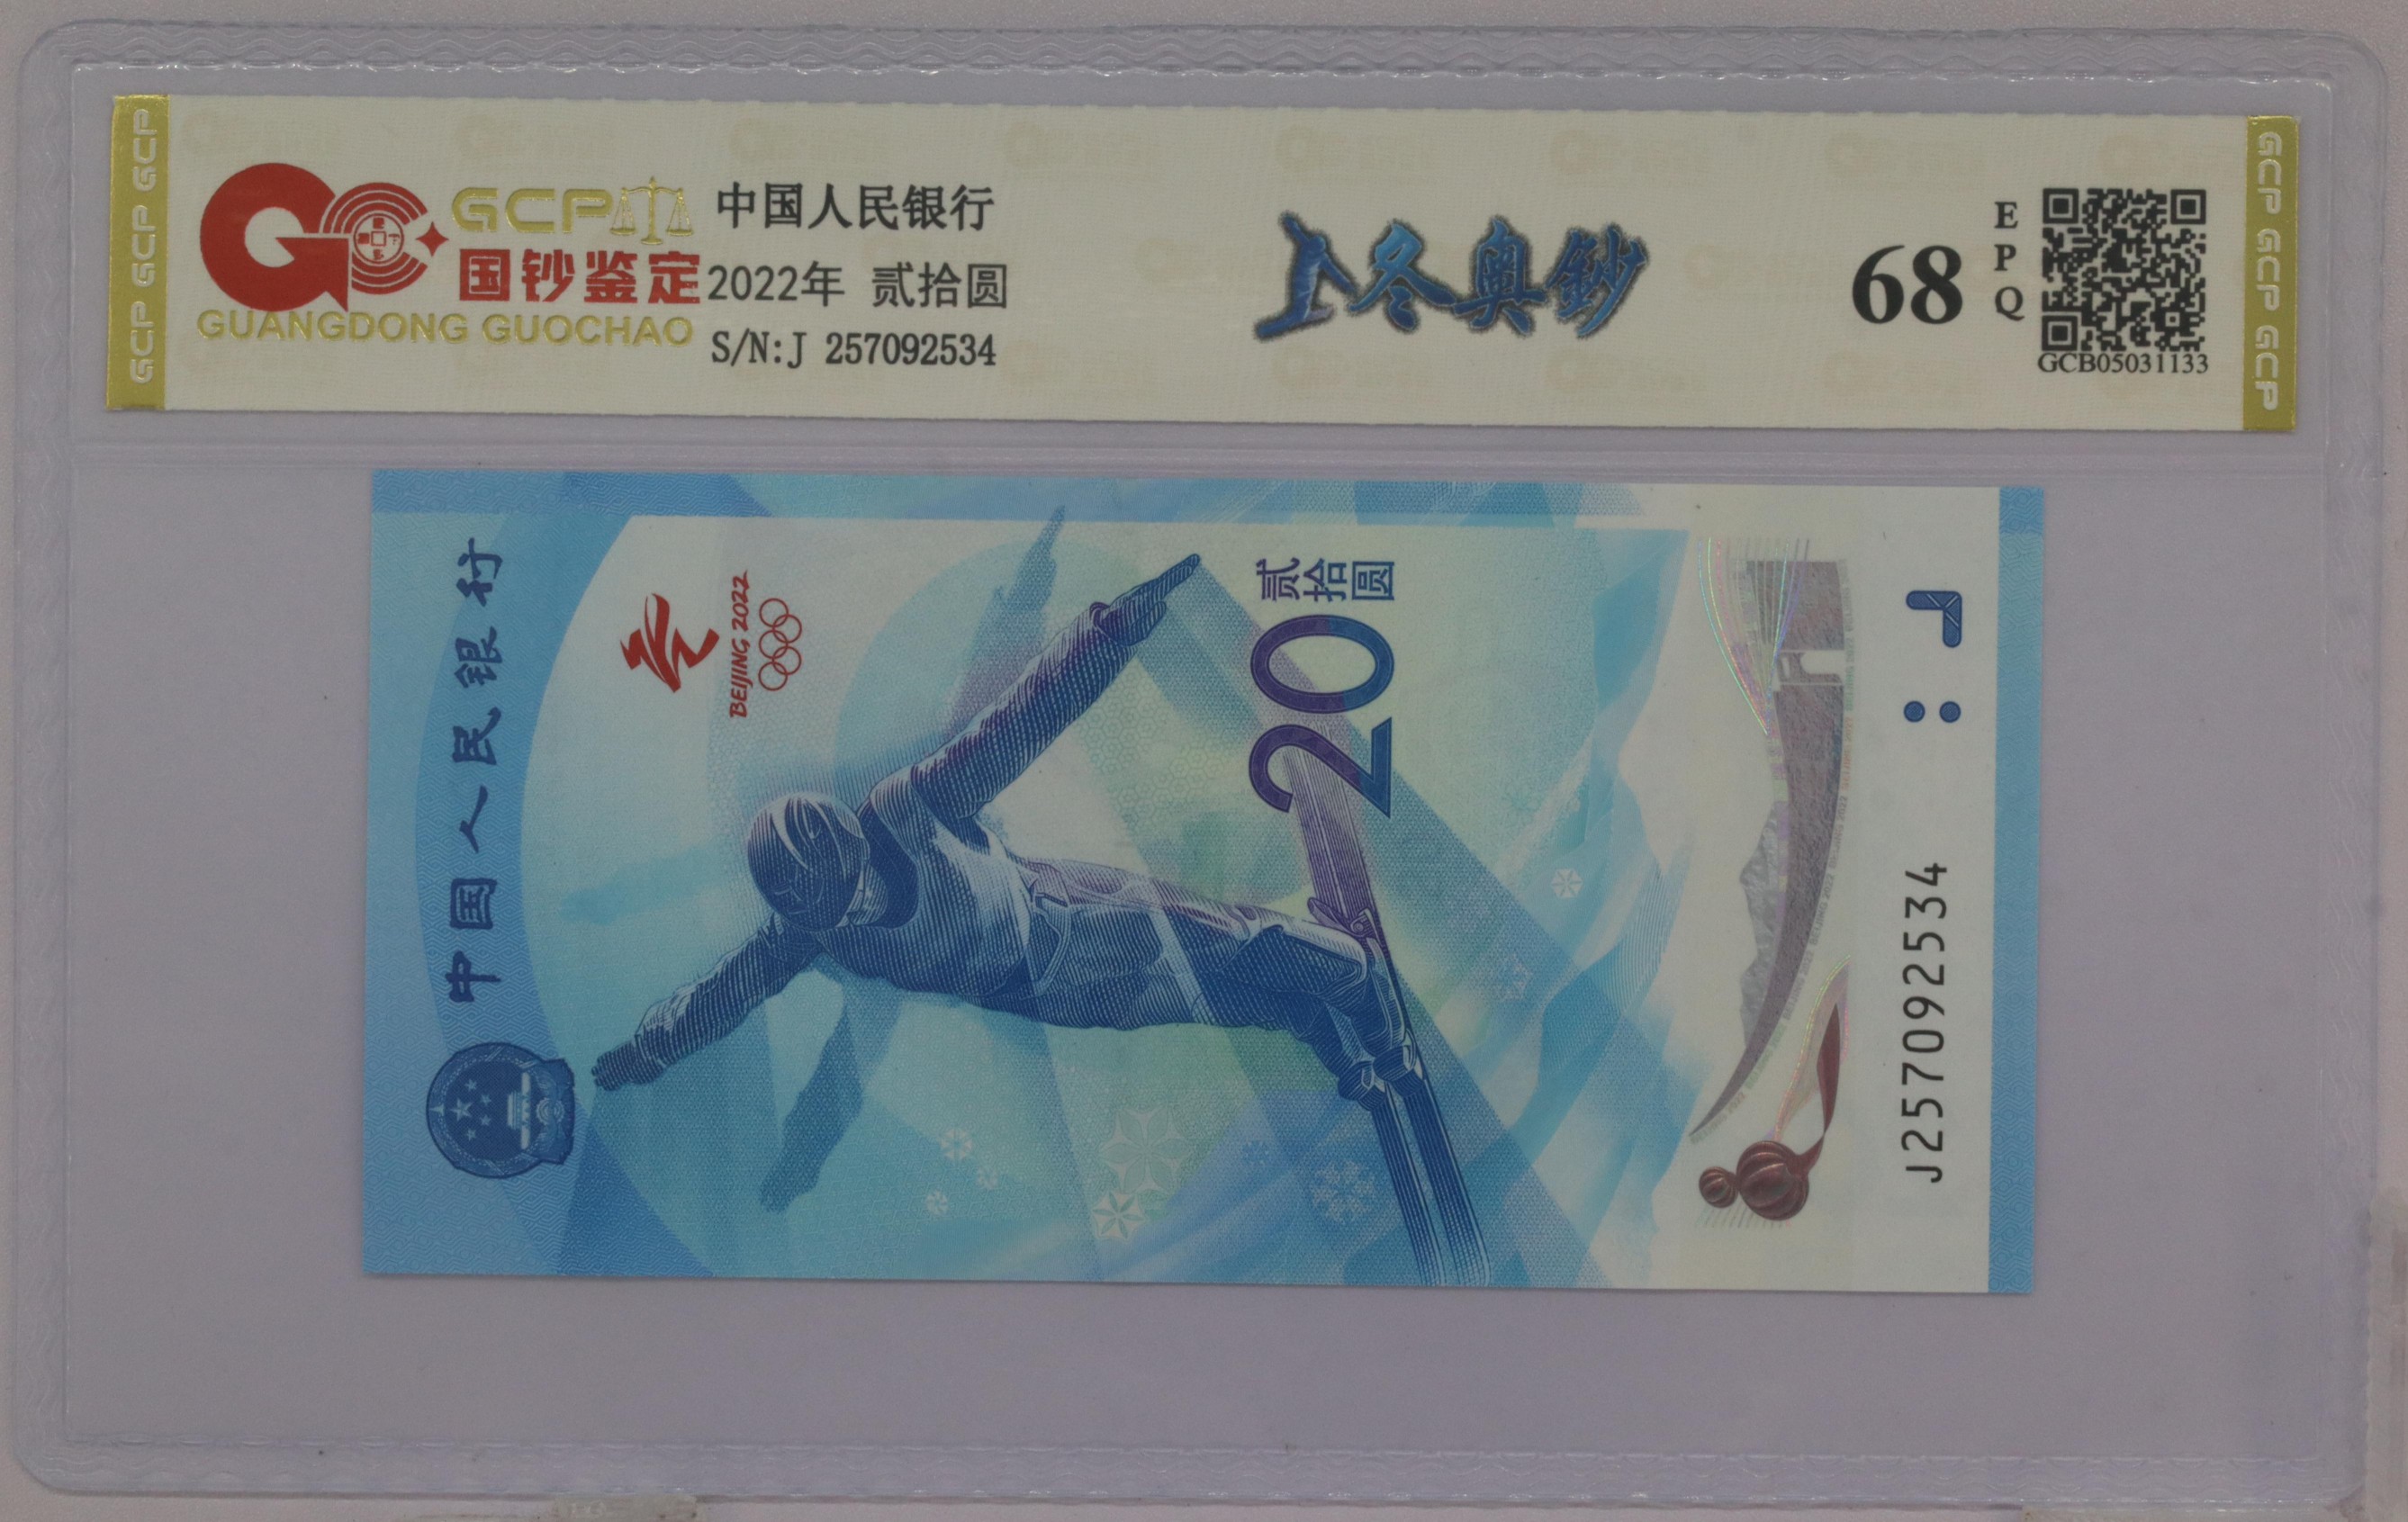 GCP GCP GCP
GCP
国钞鉴定
GUANGDONG GUOCHAO
中国人民银行
2022年 贰拾圆
S/N:J 257092534
冬奥鈔
68
EPQ
GCB05031133
GCP GCP GCP
中国人民银行
BEIJING 2022
贰拾圆
20
J257092534